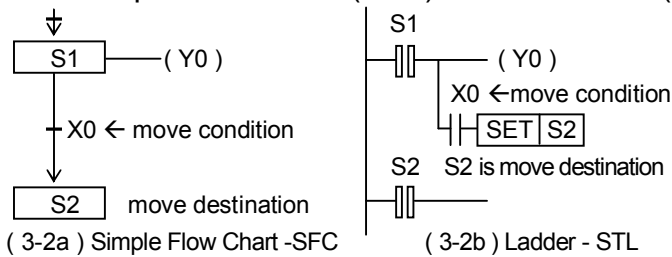 S1
( Y0 )
X0 ← move condition
S2 move destination
( 3-2a ) Simple Flow Chart -SFC
S1
( Y0 )
X0 ←move condition
SET S2
S2 S2 is move destination
( 3-2b ) Ladder - STL